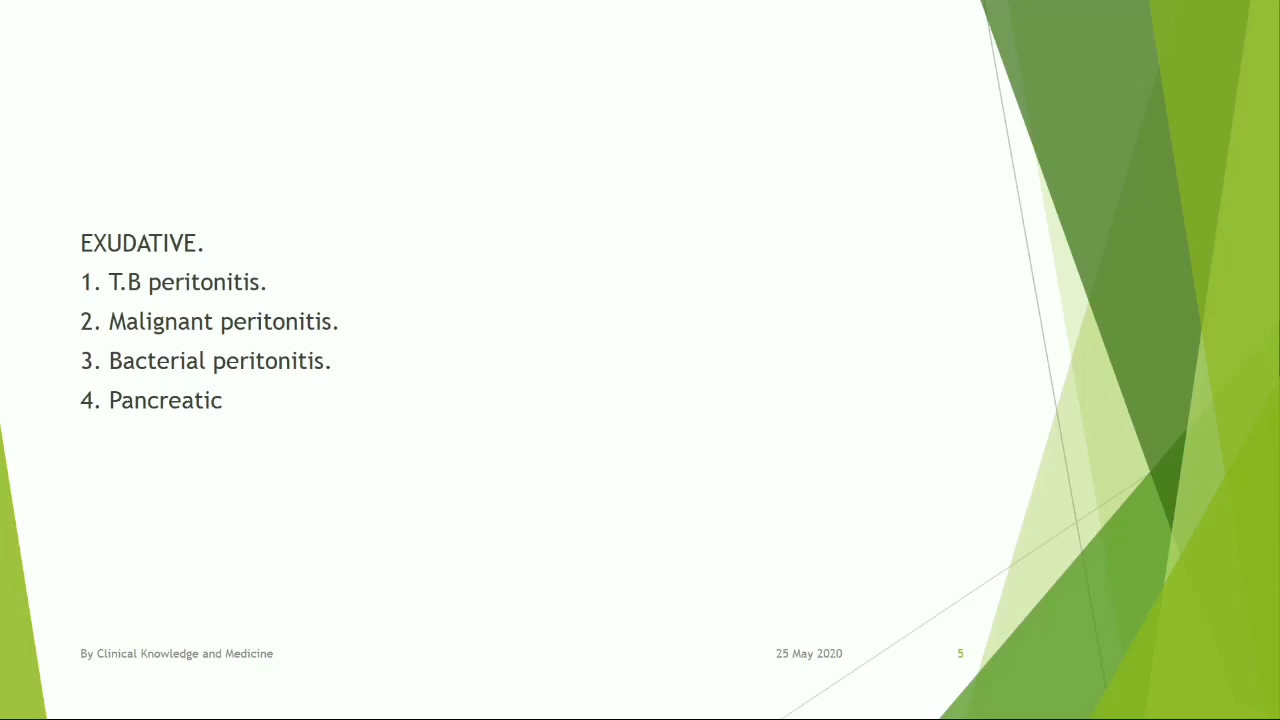 EXUDATIVE.
1. T.B peritonitis.
2. Malignant peritonitis.
3. Bacterial peritonitis.
4. Pancreatic
By Clinical Knowledge and Medicine
25 May 2020
5